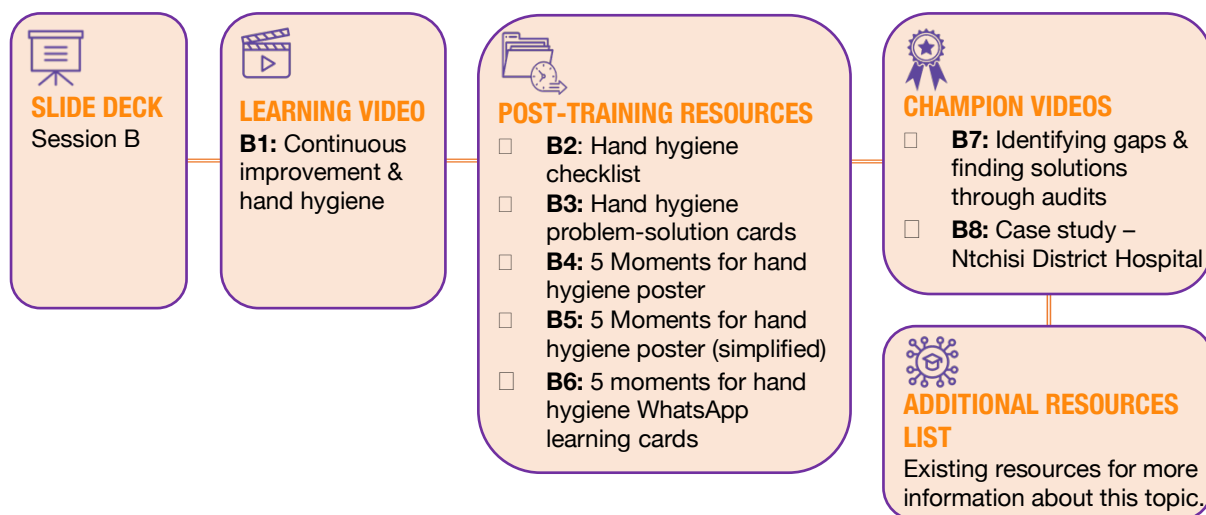 SLIDE DECK
Session B
LEARNING VIDEO
B1: Continuous
improvement &
hand hygiene
POST-TRAINING RESOURCES
☐ B2: Hand hygiene
checklist
☐ B3: Hand hygiene
problem-solution cards
☐ B4: 5 Moments for hand
hygiene poster
☐ B5: 5 Moments for hand
hygiene poster (simplified)
☐ B6: 5 moments for hand
hygiene WhatsApp
learning cards
CHAMPION VIDEOS
☐ B7: Identifying gaps &
finding solutions
through audits
☐ B8: Case study –
Ntchisi District Hospital
ADDITIONAL RESOURCES
LIST
Existing resources for more
information about this topic.